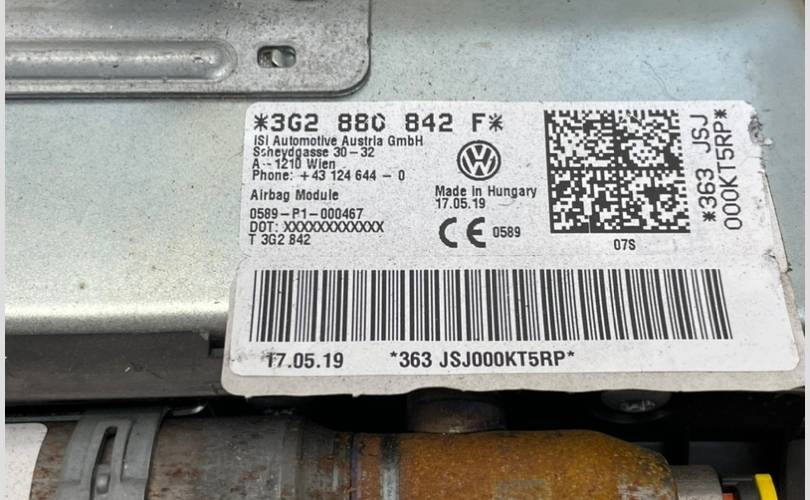 *3G2 880 842 F*
ISI Automotive Austria GmbH
Scheydgasse 30-32
A - 1210 Wien
Phone: +43 124 644 - 0
Airbag Module
0589-P1-000467
DOT: XXXXXXXXXXXXX
T 3G2 842
Made in Hungary
17.05.19
CE 0589
07S
*363 JSJ
000KT5RP*
17.05.19 *363 JSJ000KT5RP*